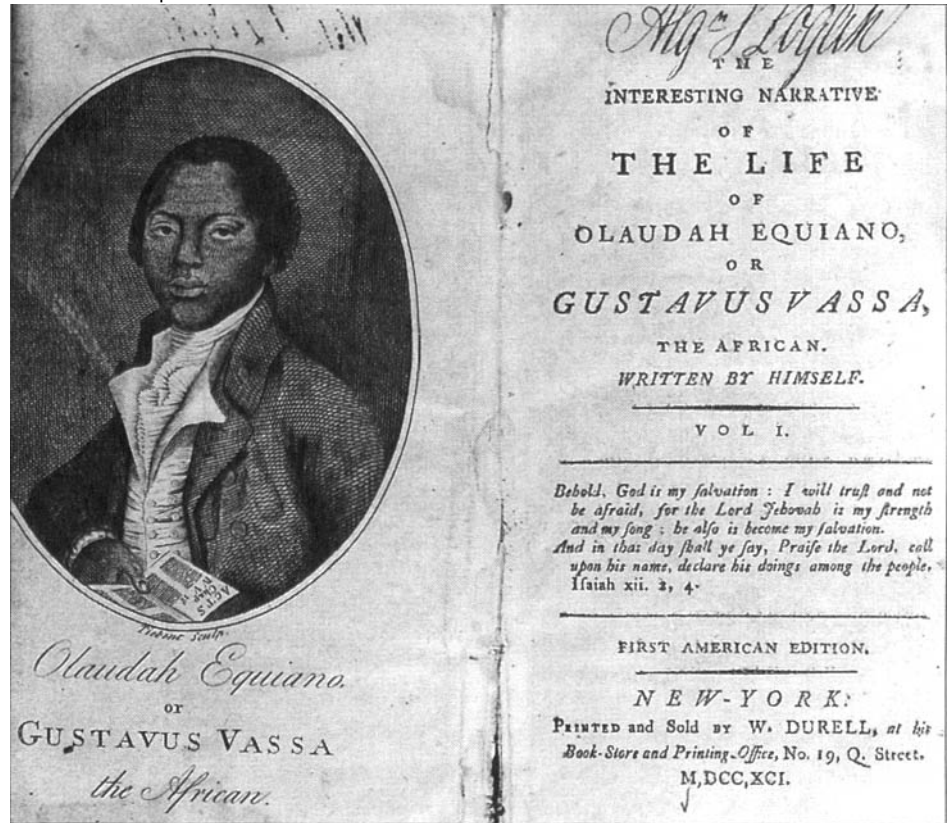 ACTS
Tiebout Sculp.
Olaudah Equiano.
or
GUSTAVUS VASSA
the African.
Logan
THE
INTERESTING NARRATIVE
OF
THE LIFE
OF
OLAUDAH EQUIANO,
OR
GUSTAVUS VASSA,
THE AFRICAN.
WRITTEN BY HIMSELF.
VOL I.
Behold, God is my ſalvation : I will truſt and not
be afraid, for the Lord Jehovah is my ſtrength
and my ſong ; he alſo is become my ſalvation.
And in that day ſhall ye ſay, Praiſe the Lord, call
upon his name, declare his doings among the people.
Iſaiah xii. 2, 4.
FIRST AMERICAN EDITION.
NEW-YORK:
PRINTED and Sold BY W. DURELL, at his
Book-Store and Printing-Office, No. 19, Q. Street.
M,DCC,XCI.